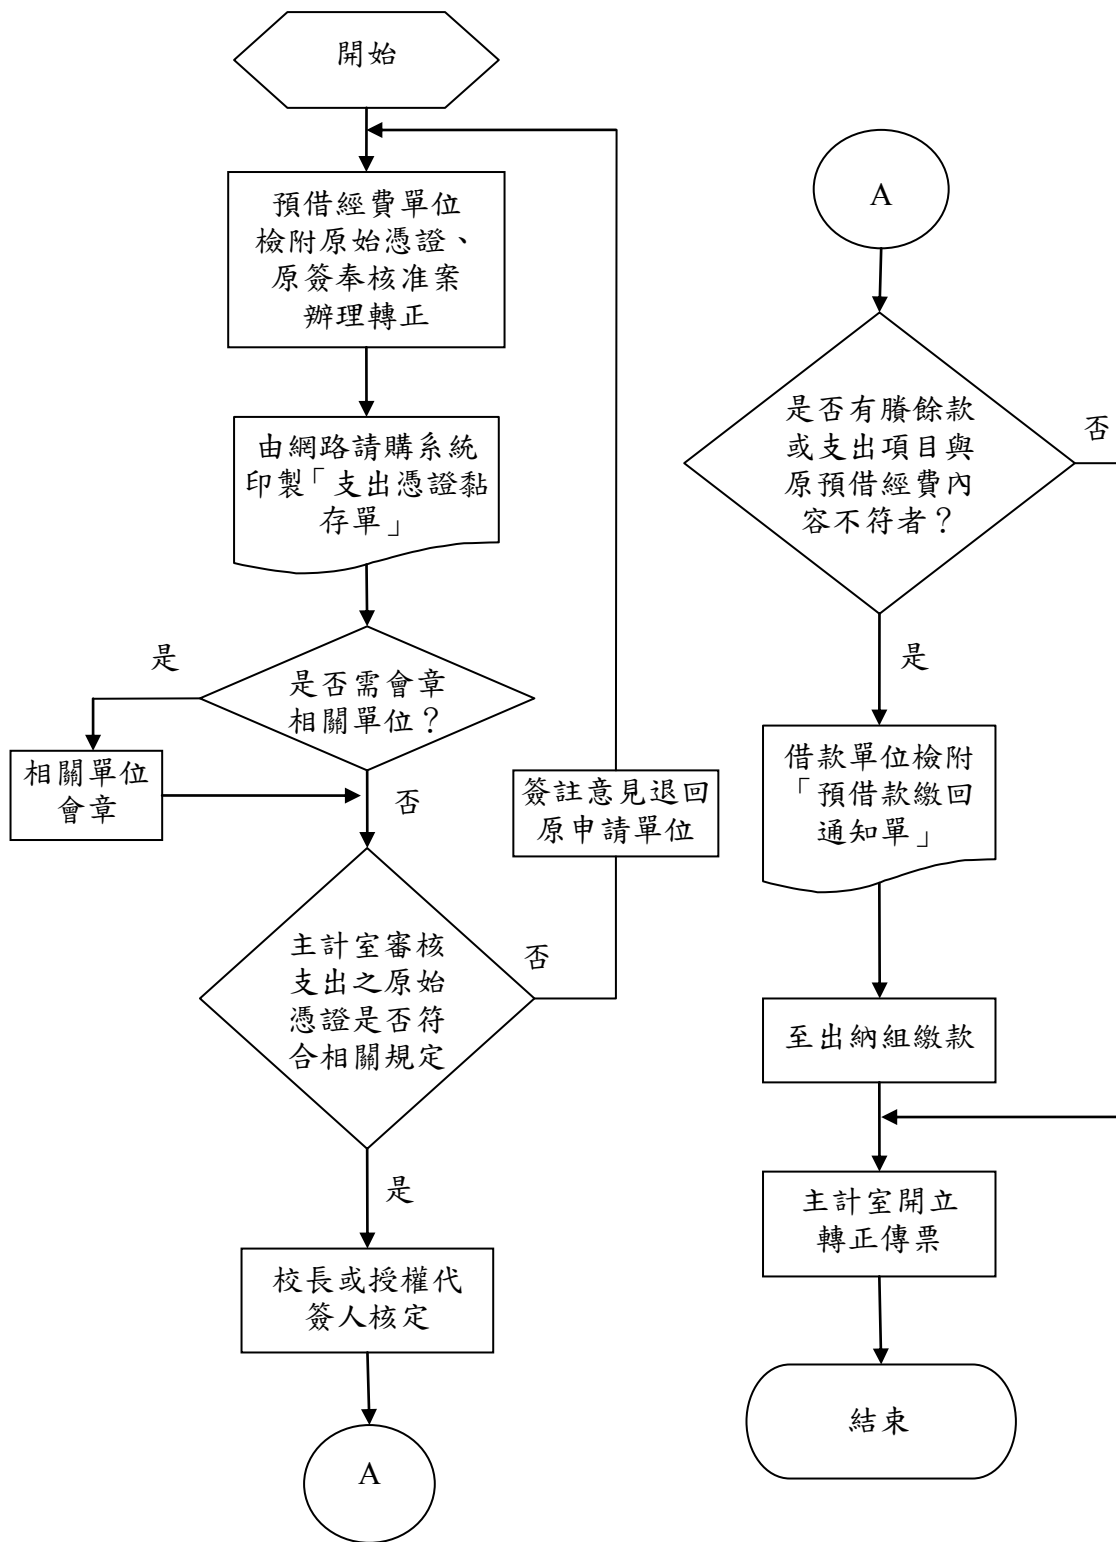 開始
預借經費單位
檢附原始憑證、
原簽奉核准案
辦理轉正
由網路請購系統
印製「支出憑證黏
存單」
是
是否需會章
相關單位?
相關單位
會章
否
簽註意見退回
原申請單位
主計室審核
支出之原始
憑證是否符
合相關規定
否
是
校長或授權代
簽人核定
A
A
是否有賸餘款
或支出項目與
原預借經費內
容不符者?
否
是
借款單位檢附
「預借款繳回
通知單」
至出納組繳款
主計室開立
轉正傳票
結束